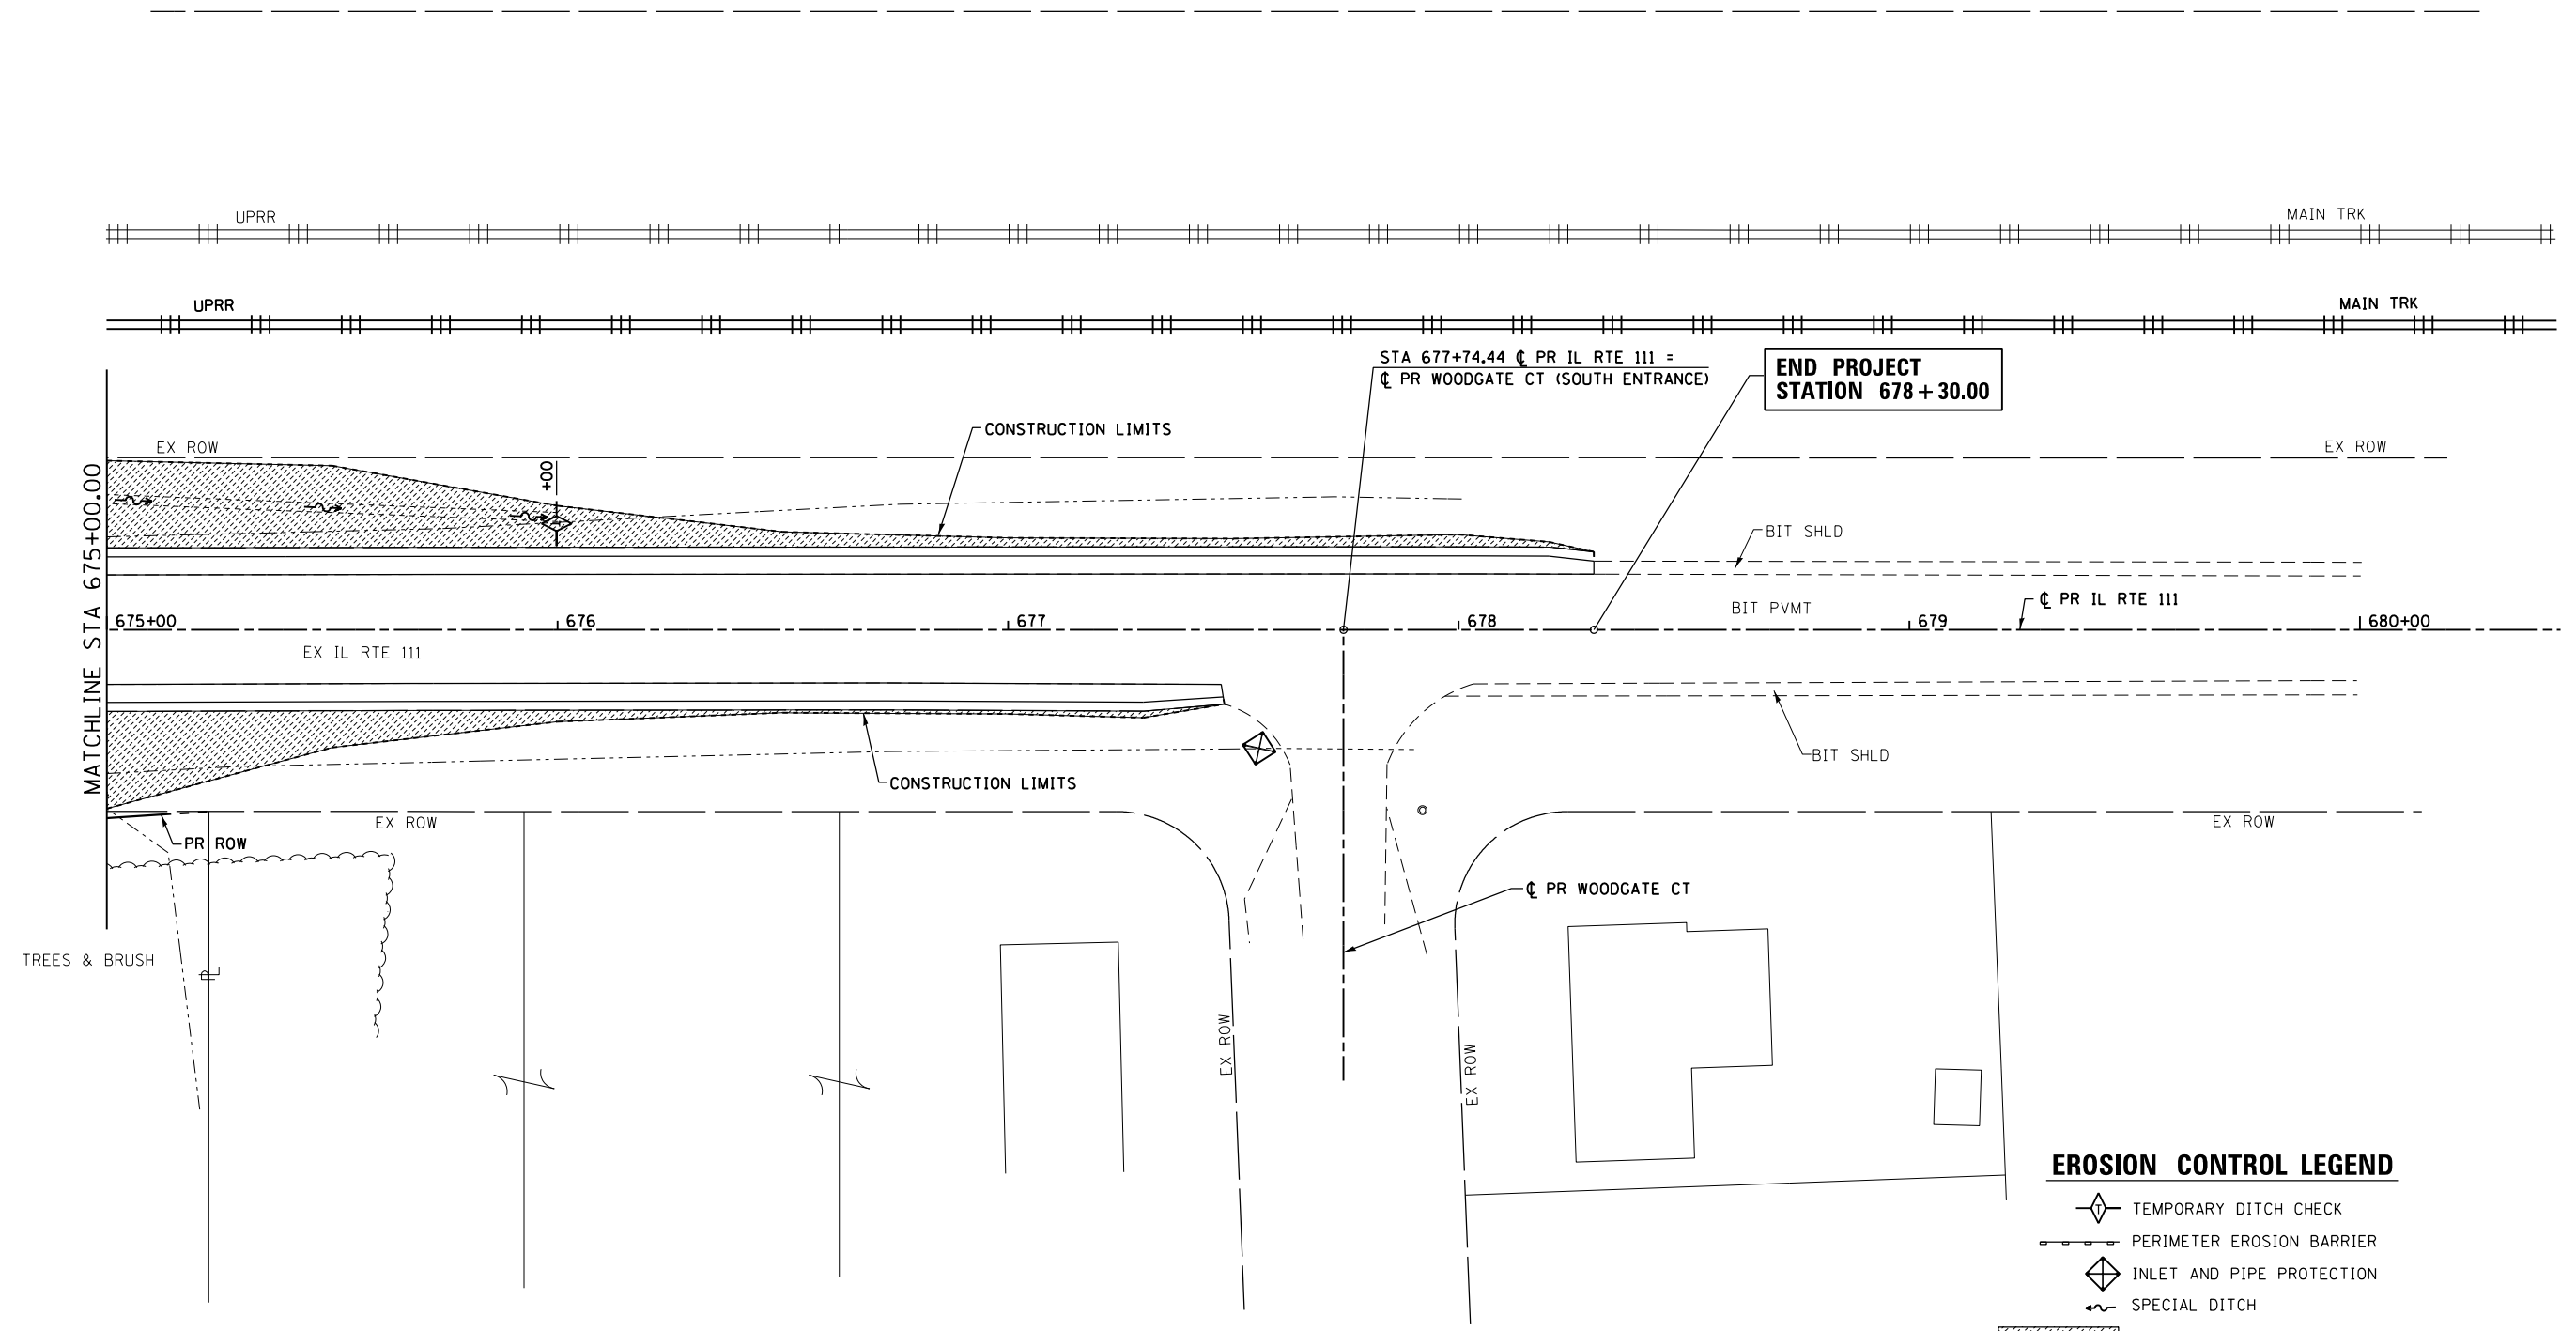 UPRR
MAIN TRK
UPRR
MAIN TRK
STA 677+74.44 ℄ PR IL RTE 111 =
℄ PR WOODGATE CT (SOUTH ENTRANCE)
END PROJECT
STATION 678+30.00
CONSTRUCTION LIMITS
EX ROW
EX ROW
+00
MATCHLINE STA 675+00.00
BIT SHLD
BIT PVMT
℄ PR IL RTE 111
675+00
676
677
678
679
680+00
EX IL RTE 111
BIT SHLD
CONSTRUCTION LIMITS
EX ROW
EX ROW
PR ROW
℄ PR WOODGATE CT
TREES & BRUSH
PL
EX ROW
EX ROW
EROSION CONTROL LEGEND
T
TEMPORARY DITCH CHECK
PERIMETER EROSION BARRIER
INLET AND PIPE PROTECTION
SPECIAL DITCH